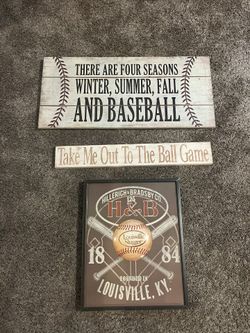 THERE ARE FOUR SEASONS
WINTER, SUMMER, FALL
AND BASEBALL
Take Me Out To The Ball Game
HILLERICH & BRADSBY CO.
H&B
18 84
LOUISVILLE, KY.